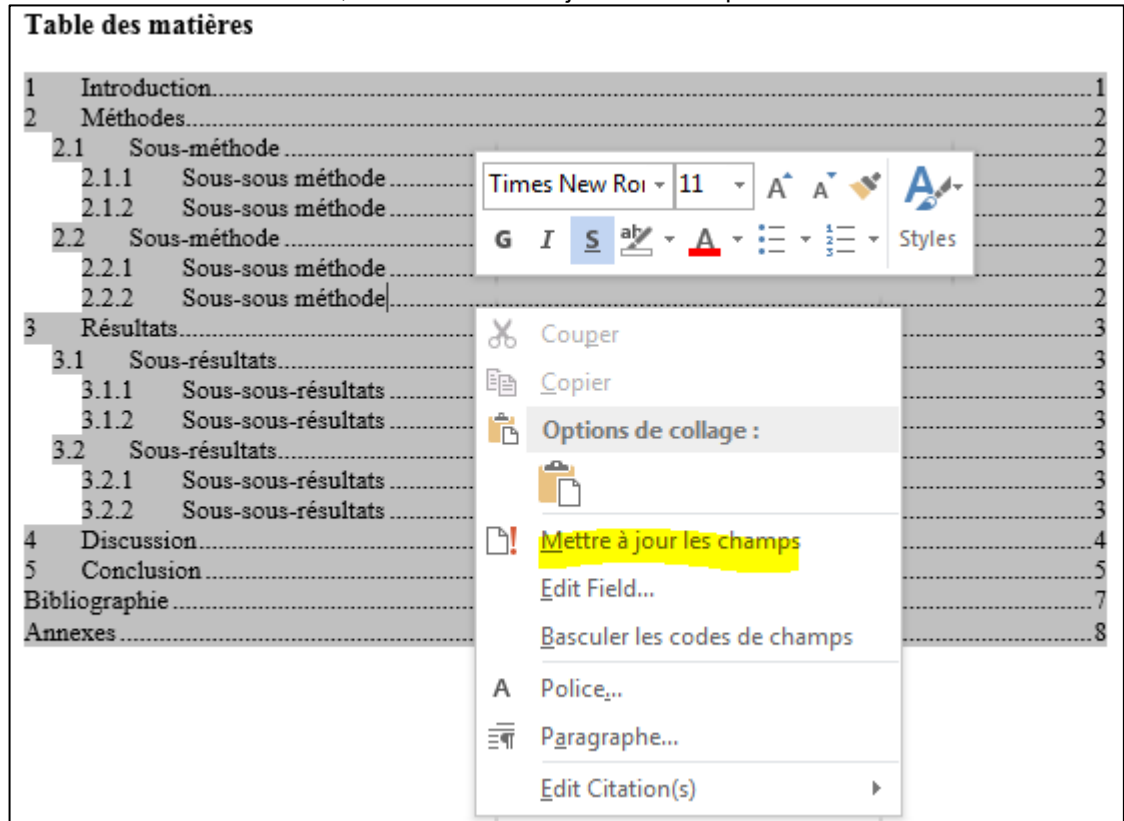 Table des matières
1 Introduction 1
2 Méthodes 2
2.1 Sous-méthode 2
2.1.1 Sous-sous méthode 2
2.1.2 Sous-sous méthode 2
2.2 Sous-méthode 2
2.2.1 Sous-sous méthode 2
2.2.2 Sous-sous méthode 2
3 Résultats 3
3.1 Sous-résultats 3
3.1.1 Sous-sous-résultats 3
3.1.2 Sous-sous-résultats 3
3.2 Sous-résultats 3
3.2.1 Sous-sous-résultats 3
3.2.2 Sous-sous-résultats 3
4 Discussion 4
5 Conclusion 5
Bibliographie 7
Annexes 8
Times New Ror 11 A A A
G I S ab A Styles
Couper
Copier
Options de collage :
Mettre à jour les champs
Edit Field...
Basculer les codes de champs
A Police...
Paragraphe...
Edit Citation(s)